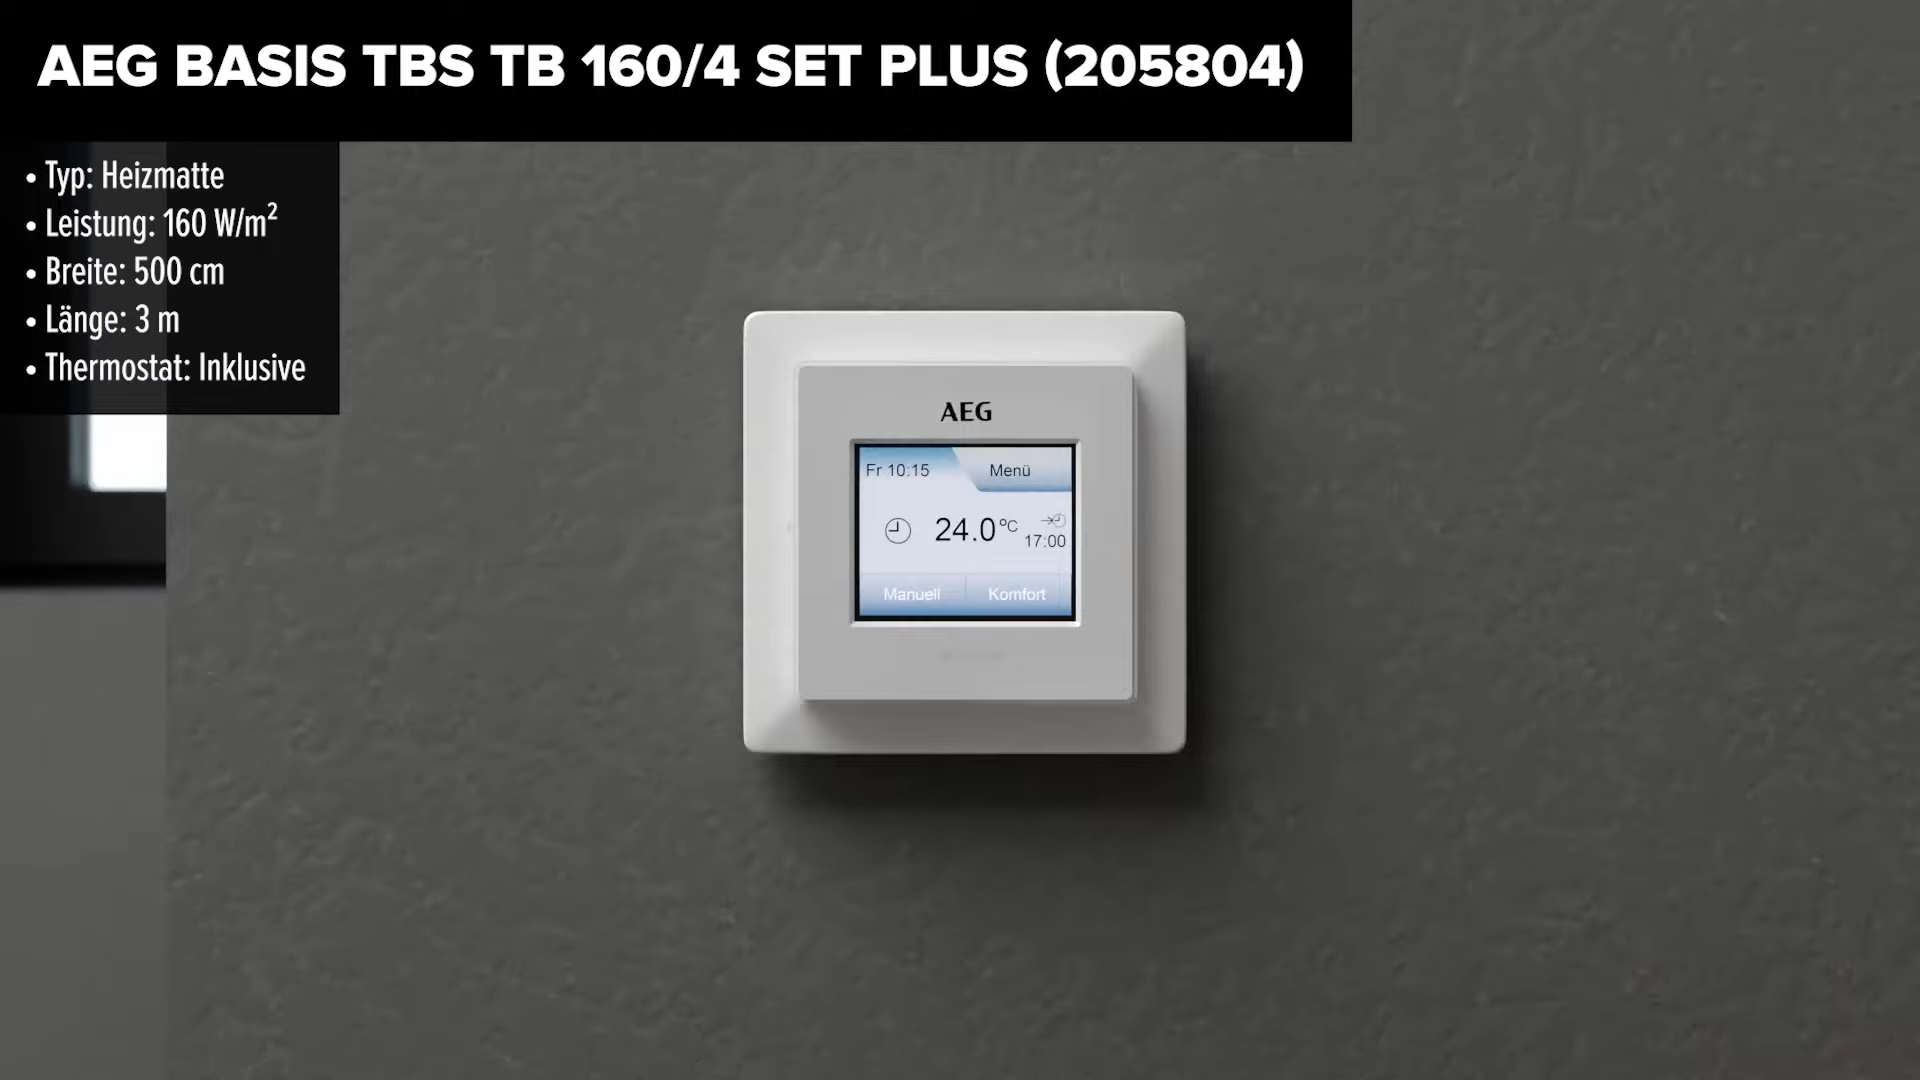 AEG BASIS TBS TB 160/4 SET PLUS (205804)
• Typ: Heizmatte
• Leistung: 160 W/m²
• Breite: 500 cm
• Länge: 3 m
• Thermostat: Inklusive
AEG
Fr 10:15 Menü
24.0°C
17:00
Manuell Komfort